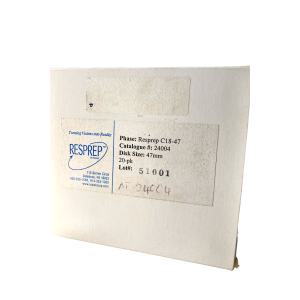 Turning Visions into Reality
RESPREP
Phase: Resprep C18-47
Catalogue #: 24004
Disk Size: 47mm
20-pk
Lot#: 51001
AT 24004